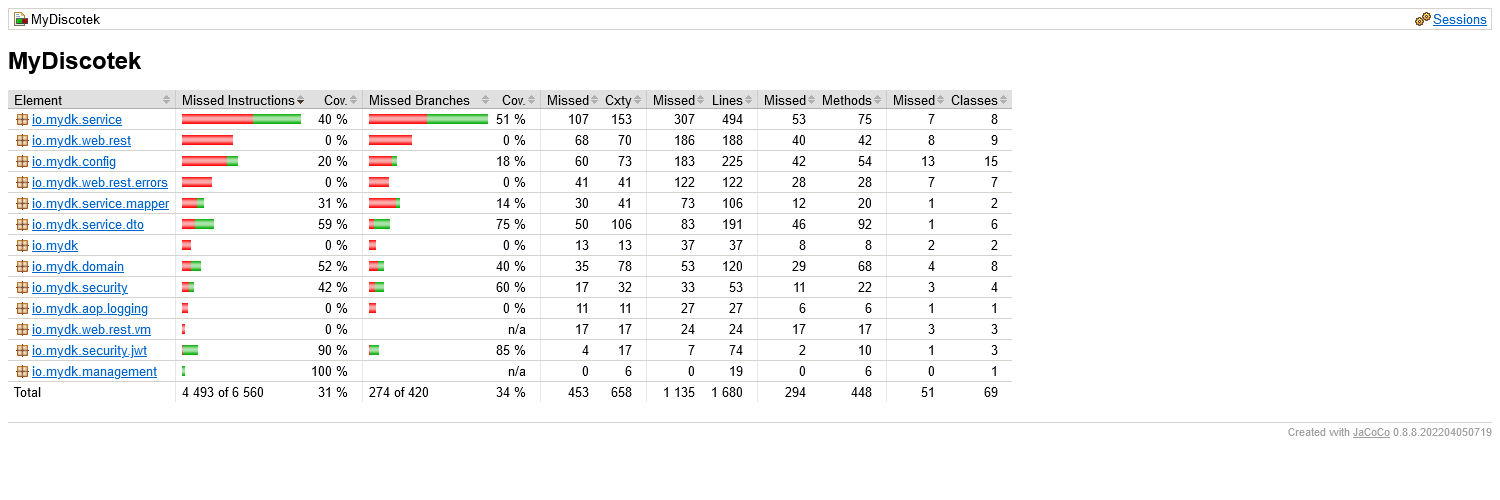 MyDiscotek Sessions
MyDiscotek
Element Missed Instructions Cov. Missed Branches Cov. Missed Cxty Missed Lines Missed Methods Missed Classes
io.mydk.service 40 % 51 % 107 153 307 494 53 75 7 8
io.mydk.web.rest 0 % 0 % 68 70 186 188 40 42 8 9
io.mydk.config 20 % 18 % 60 73 183 225 42 54 13 15
io.mydk.web.rest.errors 0 % 0 % 41 41 122 122 28 28 7 7
io.mydk.service.mapper 31 % 14 % 30 41 73 106 12 20 1 2
io.mydk.service.dto 59 % 75 % 50 106 83 191 46 92 1 6
io.mydk 0 % 0 % 13 13 37 37 8 8 2 2
io.mydk.domain 52 % 40 % 35 78 53 120 29 68 4 8
io.mydk.security 42 % 60 % 17 32 33 53 11 22 3 4
io.mydk.aop.logging 0 % 0 % 11 11 27 27 6 6 1 1
io.mydk.web.rest.vm 0 % n/a 17 17 24 24 17 17 3 3
io.mydk.security.jwt 90 % 85 % 4 17 7 74 2 10 1 3
io.mydk.management 100 % n/a 0 6 0 19 0 6 0 1
Total 4 493 of 6 560 31 % 274 of 420 34 % 453 658 1 135 1 680 294 448 51 69
Created with JaCoCo 0.8.8.202204050719